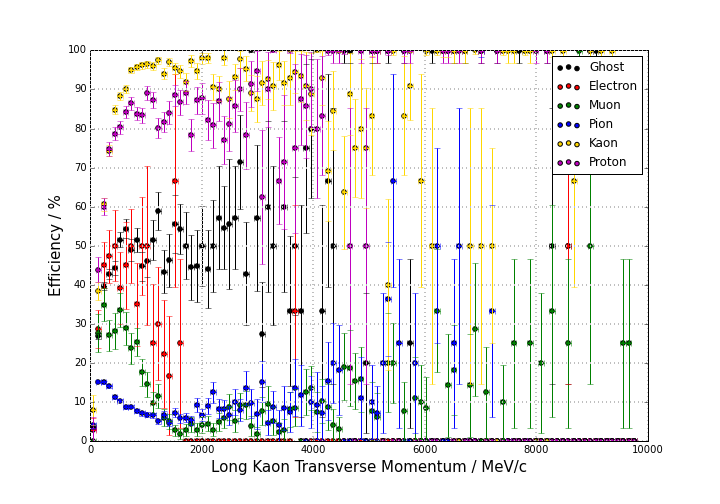 100
90
80
70
60
50
40
30
20
10
0
Efficiency / %
0 2000 4000 6000 8000 10000
Long Kaon Transverse Momentum / MeV/c
Ghost
Electron
Muon
Pion
Kaon
Proton